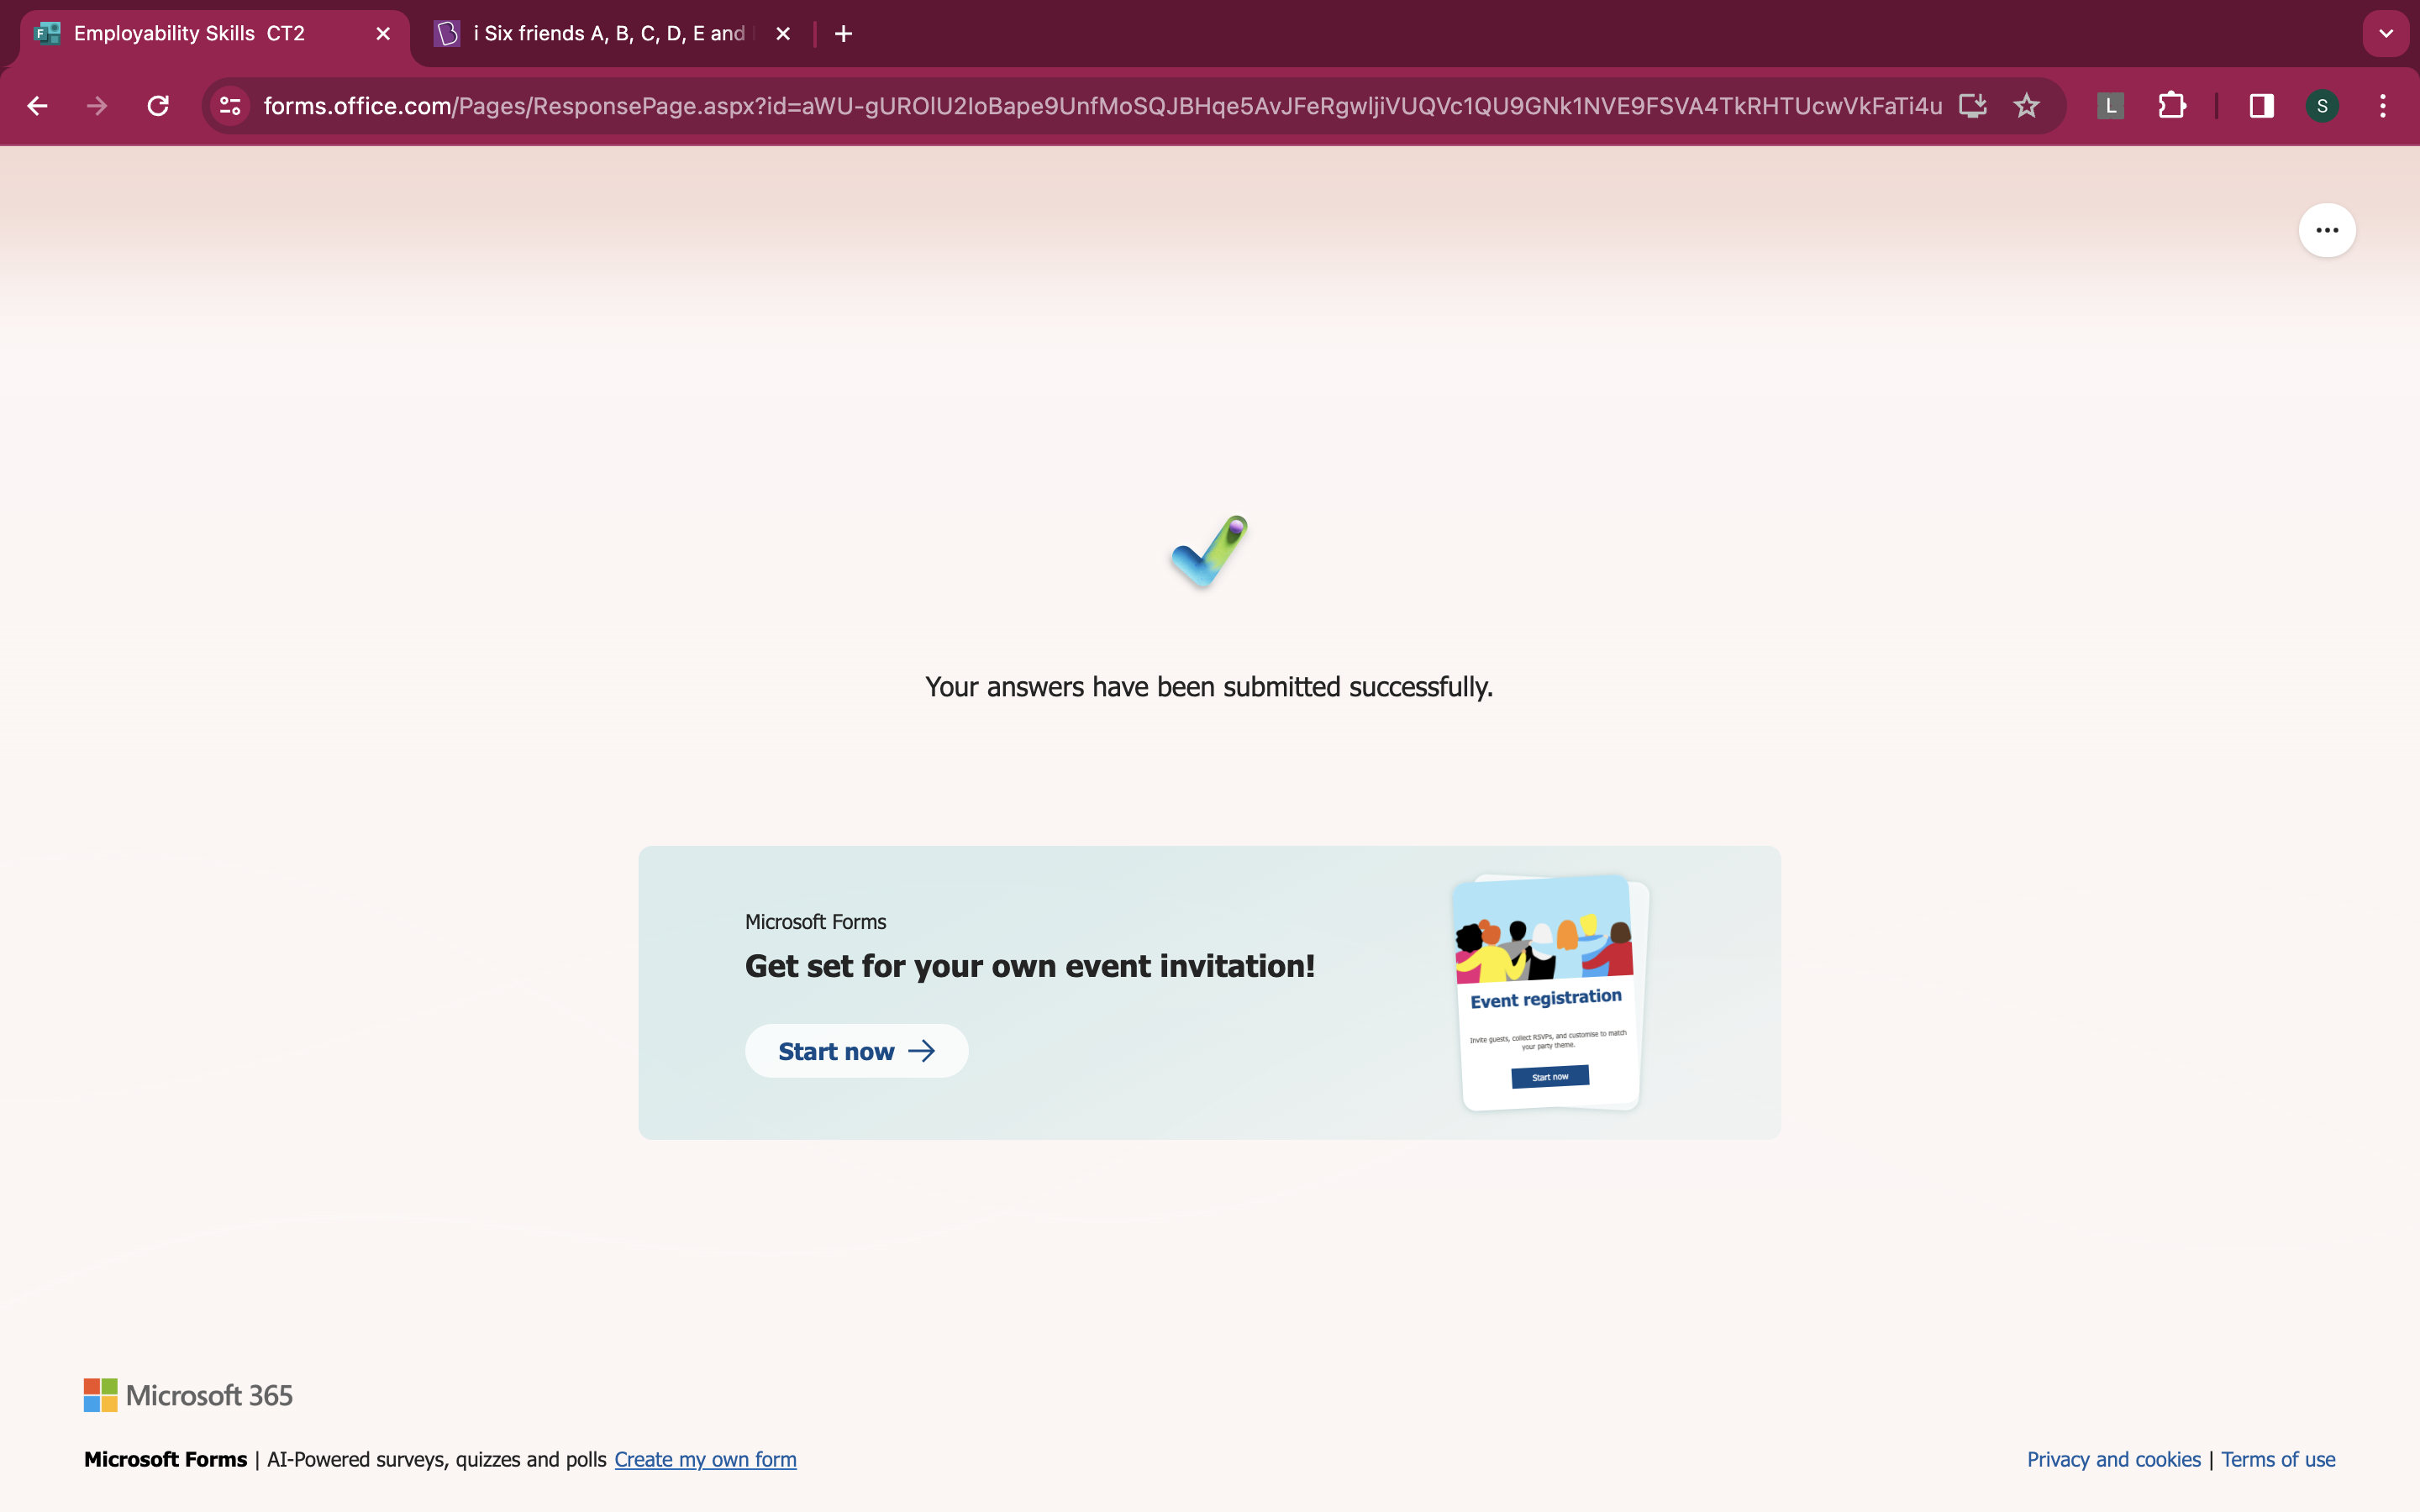 Employability Skills CT2
i Six friends A, B, C, D, E and
forms.office.com/Pages/ResponsePage.aspx?id=aWU-gUROlU2IoBape9UnfMoSQJBHqe5AvJFeRgwljiVUQVc1QU9GNk1NVE9FSVA4TkRHTUcwVkFaTi4u
L
S
Your answers have been submitted successfully.
Microsoft Forms
Get set for your own event invitation!
Start now
Event registration
Invite guests, collect RSVPs, and customise to match
your party theme.
Start now
Microsoft 365
Microsoft Forms | AI-Powered surveys, quizzes and polls Create my own form
Privacy and cookies | Terms of use